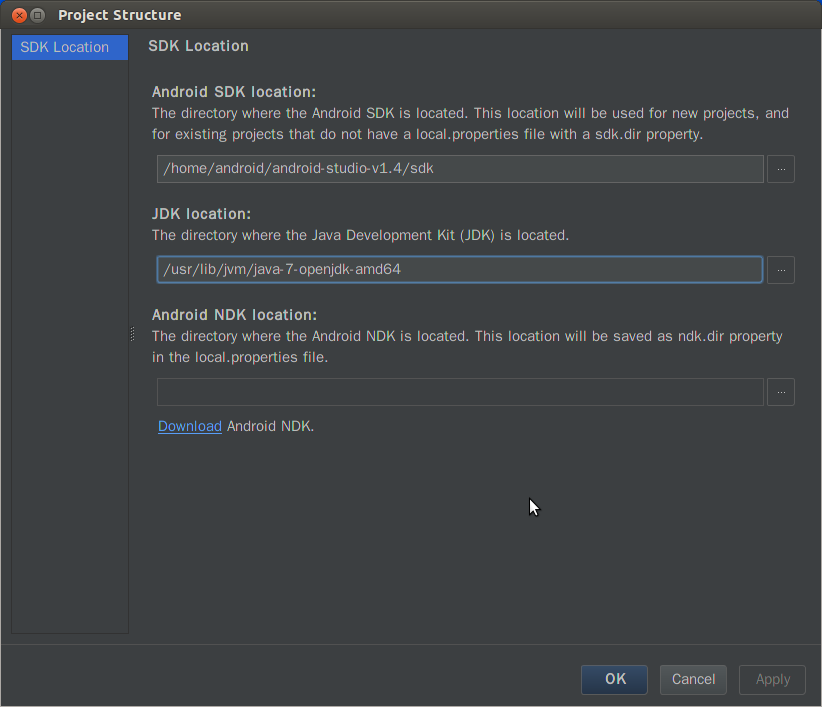 Project Structure
SDK Location
SDK Location
Android SDK location:
The directory where the Android SDK is located. This location will be used for new projects, and
for existing projects that do not have a local.properties file with a sdk.dir property.
/home/android/android-studio-v1.4/sdk
...
JDK location:
The directory where the Java Development Kit (JDK) is located.
/usr/lib/jvm/java-7-openjdk-amd64
...
Android NDK location:
The directory where the Android NDK is located. This location will be saved as ndk.dir property
in the local.properties file.
...
Download Android NDK.
OK
Cancel
Apply